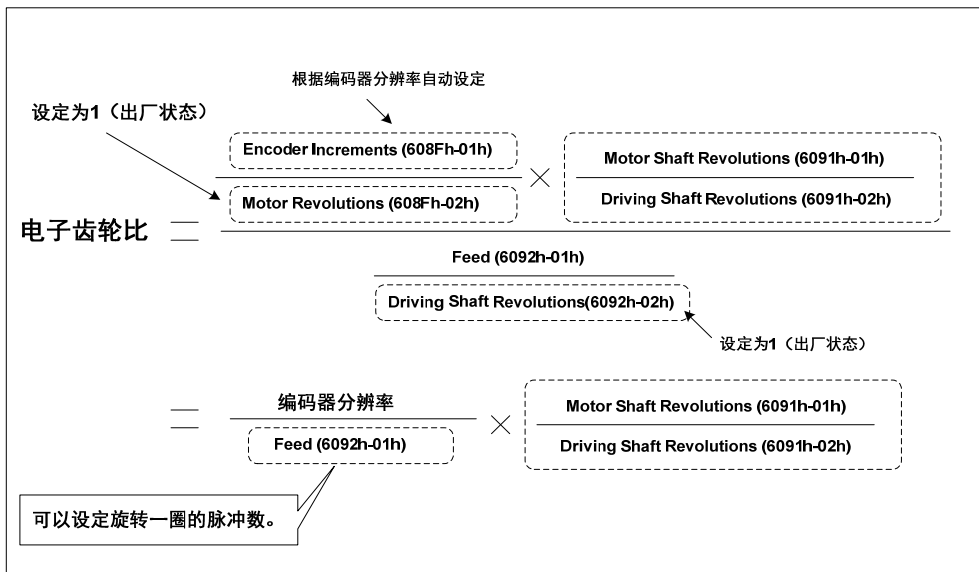 根据编码器分辨率自动设定
设定为1（出厂状态）
Encoder Increments (608Fh-01h)
Motor Revolutions (608Fh-02h)
×
Motor Shaft Revolutions (6091h-01h)
Driving Shaft Revolutions (6091h-02h)
电子齿轮比
=
Feed (6092h-01h)
Driving Shaft Revolutions(6092h-02h)
设定为1（出厂状态）
=
编码器分辨率
Feed (6092h-01h)
×
Motor Shaft Revolutions (6091h-01h)
Driving Shaft Revolutions (6091h-02h)
可以设定旋转一圈的脉冲数。